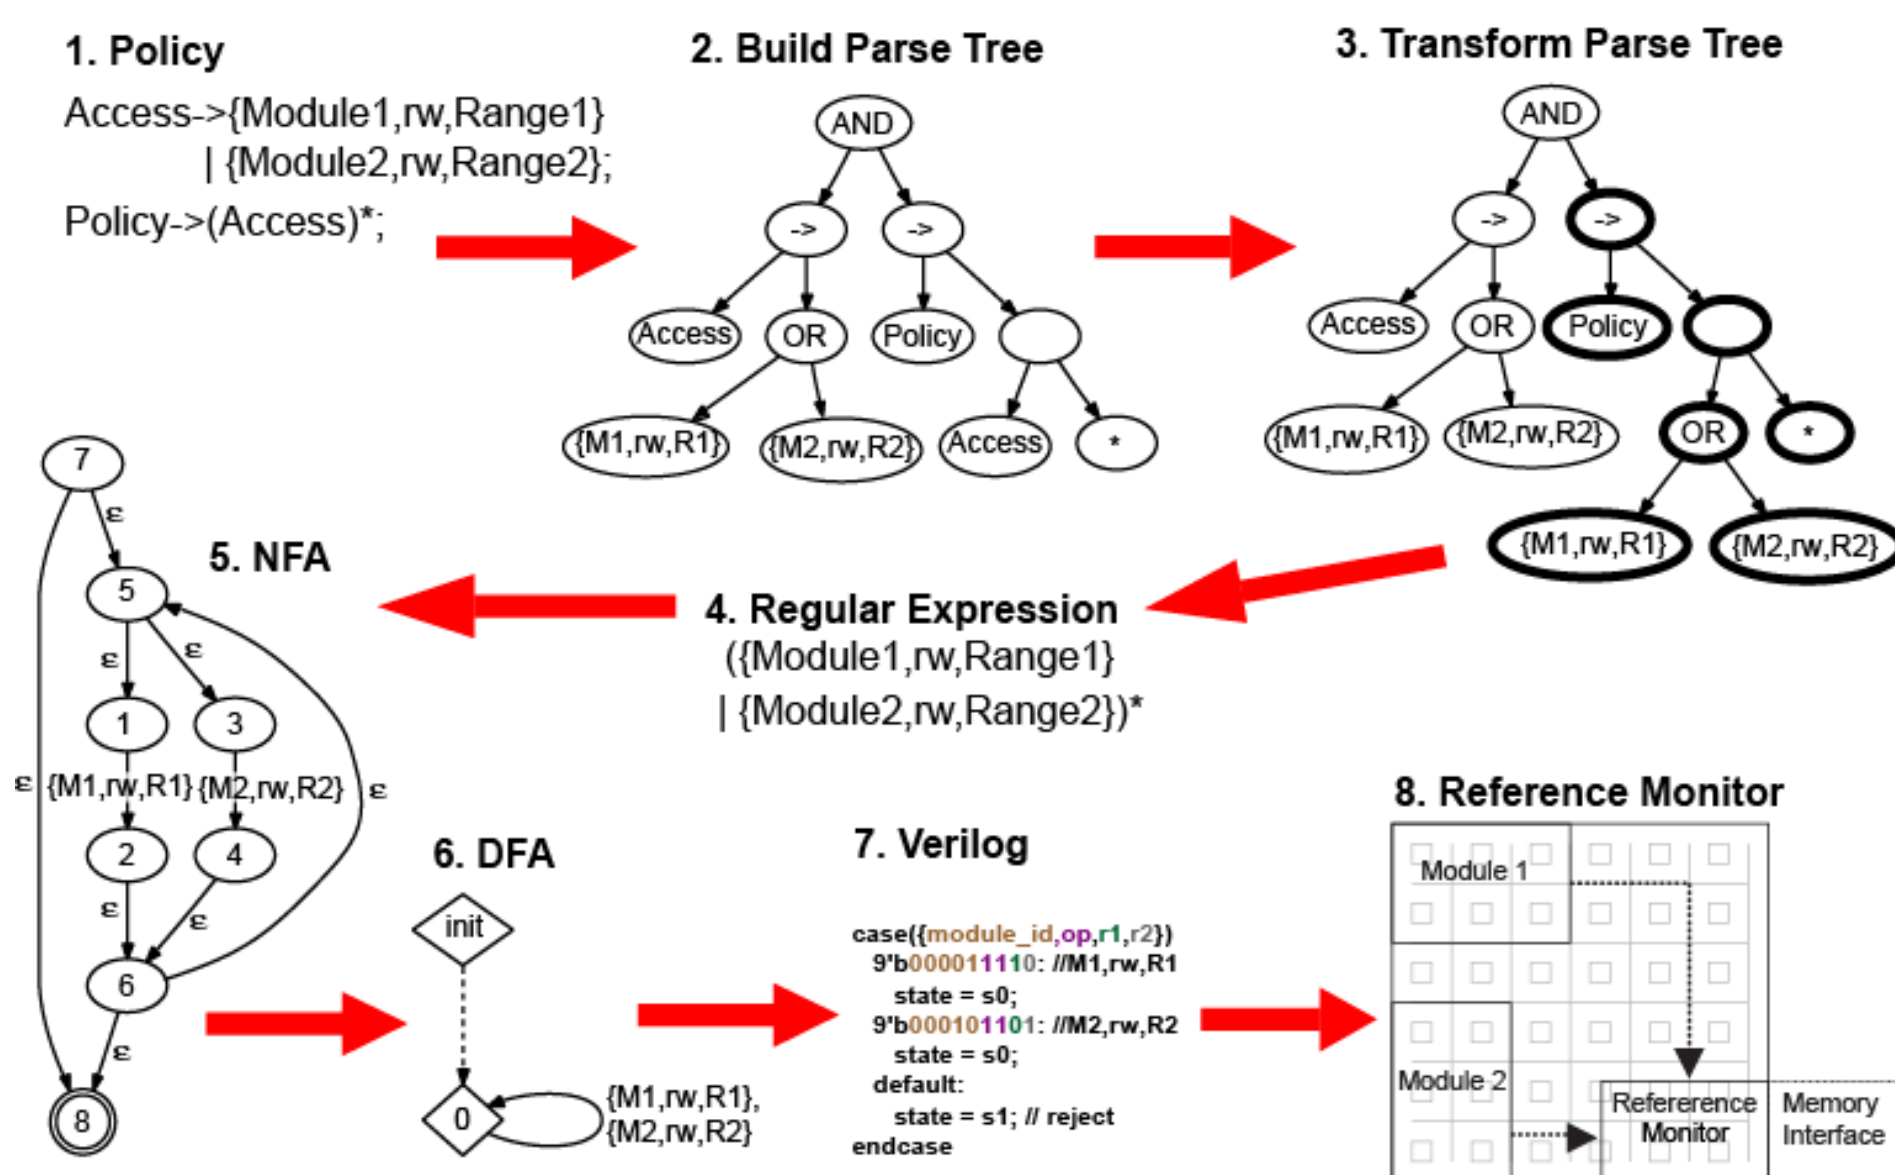 1. Policy
Access->{Module1,rw,Range1}
| {Module2,rw,Range2};
Policy->(Access)*;
2. Build Parse Tree
AND
->
->
Access
OR
Policy
{M1,rw,R1}
{M2,rw,R2}
Access
*
3. Transform Parse Tree
AND
->
->
Access
OR
Policy
{M1,rw,R1}
{M2,rw,R2}
OR
*
{M1,rw,R1}
{M2,rw,R2}
4. Regular Expression
({Module1,rw,Range1}
| {Module2,rw,Range2})*
5. NFA
7
ε
5
ε
ε
1
3
ε
{M1,rw,R1}
{M2,rw,R2}
ε
2
4
ε
ε
6
ε
8
6. DFA
init
0
{M1,rw,R1},
{M2,rw,R2}
7. Verilog
case({module_id,op,r1,r2})
9'b000011110: //M1,rw,R1
state = s0;
9'b000101101: //M2,rw,R2
state = s0;
default:
state = s1; // reject
endcase
8. Reference Monitor
Module 1
Module 2
Refererence
Monitor
Memory
Interface